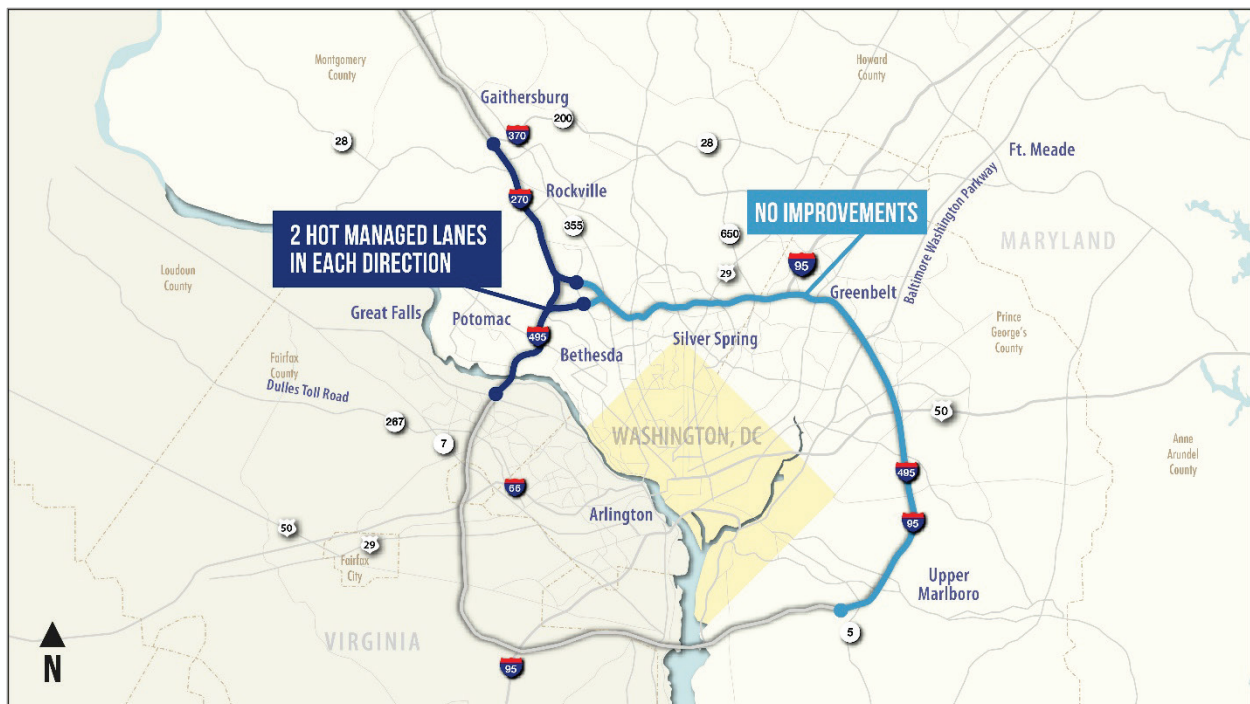 Montgomery
County
Howard
County
Gaithersburg
370
200
28
28
Ft. Meade
Rockville
270
355
650
NO IMPROVEMENTS
Baltimore Washington Parkway
MARYLAND
2 HOT MANAGED LANES
IN EACH DIRECTION
29
95
Loudoun
County
Great Falls
Potomac
Greenbelt
Prince
George's
County
495
Silver Spring
Bethesda
Fairfax
County
Dulles Toll Road
267
7
50
WASHINGTON, DC
Anne
Arundel
County
66
495
Arlington
50
29
95
Fairfax
City
Upper
Marlboro
VIRGINIA
5
95
N